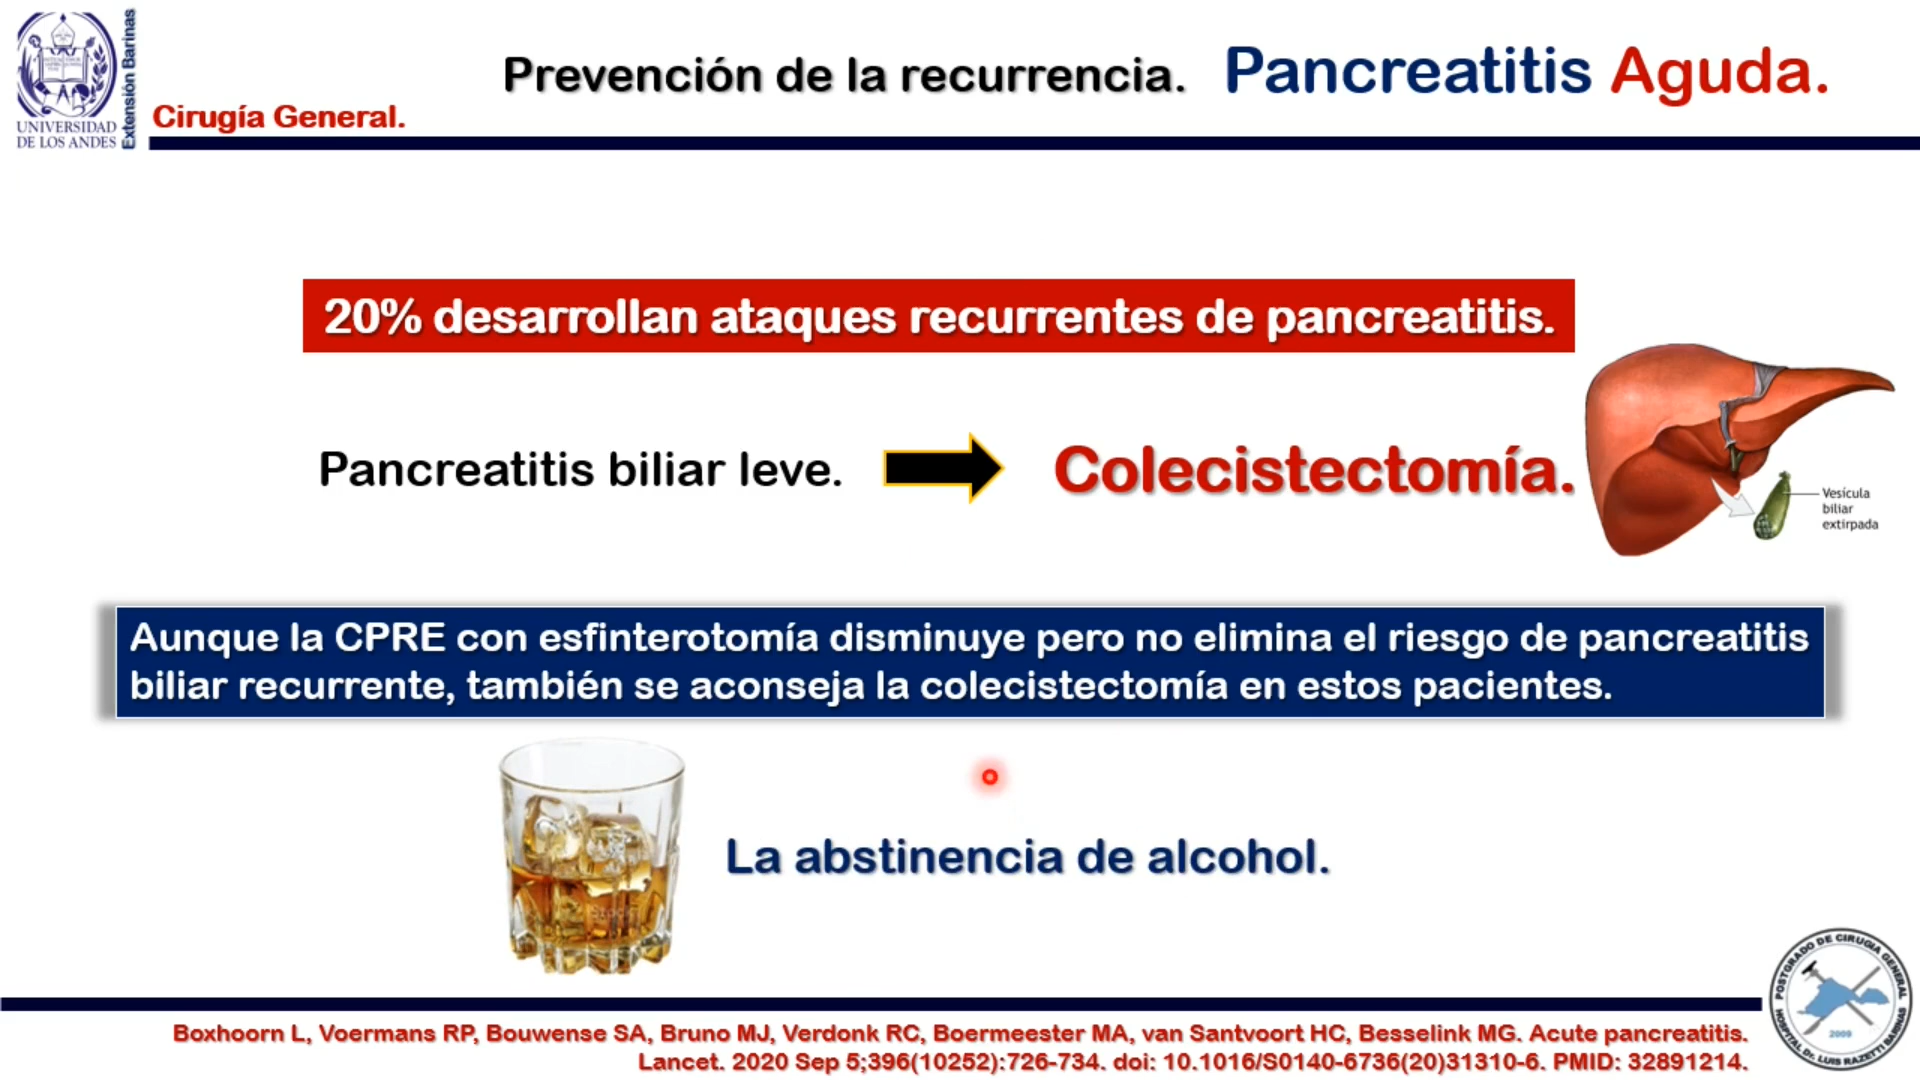 UNIVERSIDAD
DE LOS ANDES
Extensión Barinas
Cirugía General.
Prevención de la recurrencia. Pancreatitis Aguda.
20% desarrollan ataques recurrentes de pancreatitis.
Pancreatitis biliar leve.
Colecistectomía.
Vesícula
biliar
extirpada
Aunque la CPRE con esfinterotomía disminuye pero no elimina el riesgo de pancreatitis
biliar recurrente, también se aconseja la colecistectomía en estos pacientes.
La abstinencia de alcohol.
Boxhoorn L, Voermans RP, Bouwense SA, Bruno MJ, Verdonk RC, Boermeester MA, van Santvoort HC, Besselink MG. Acute pancreatitis.
Lancet. 2020 Sep 5;396(10252):726-734. doi: 10.1016/S0140-6736(20)31310-6. PMID: 32891214.
POSTGRADO DE CIRUGIA GENERAL
HOSPITAL Dr. LUIS RAZETTI BARINAS
2009